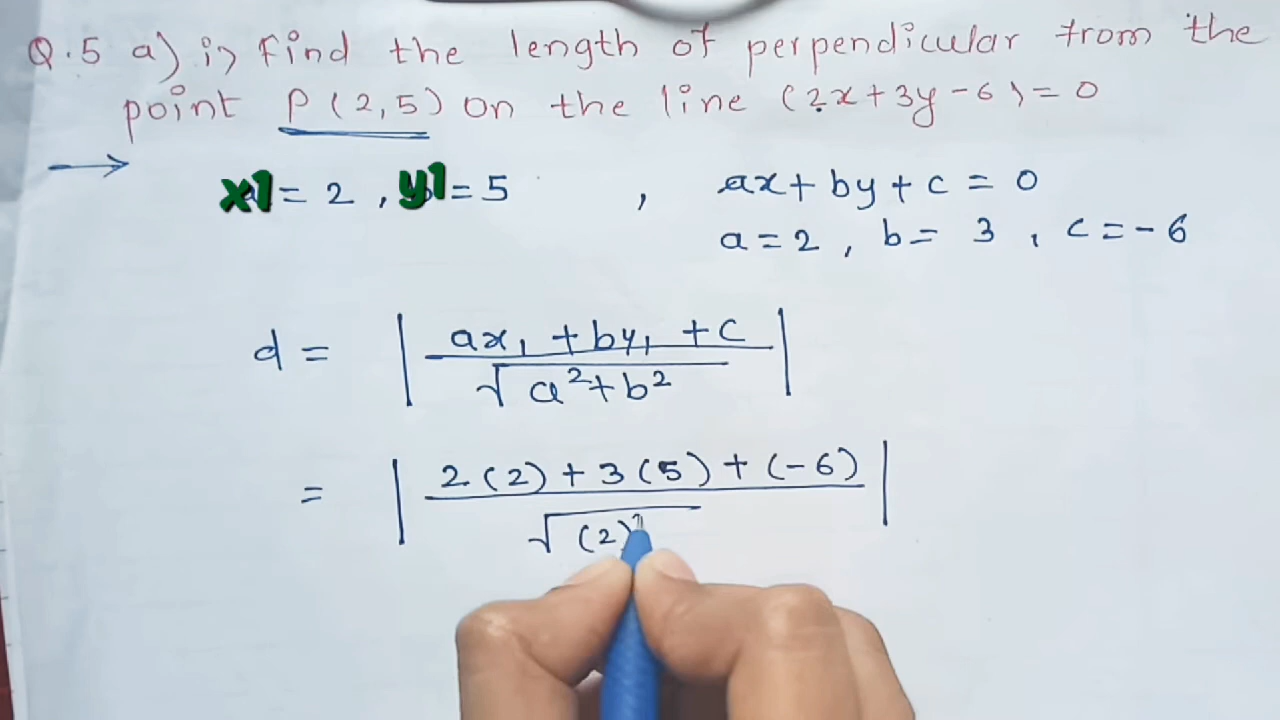 Q.5 a) i) Find the length of perpendicular from the
point P(2,5) on the line (2x+3y-6)=0
x1 = 2 , y1 = 5 , ax + by + c = 0
a = 2 , b = 3 , c = -6
d = | ax₁ + by₁ + c |
√a²+b²
= | 2(2) + 3(5) + (-6) |
√(2)²